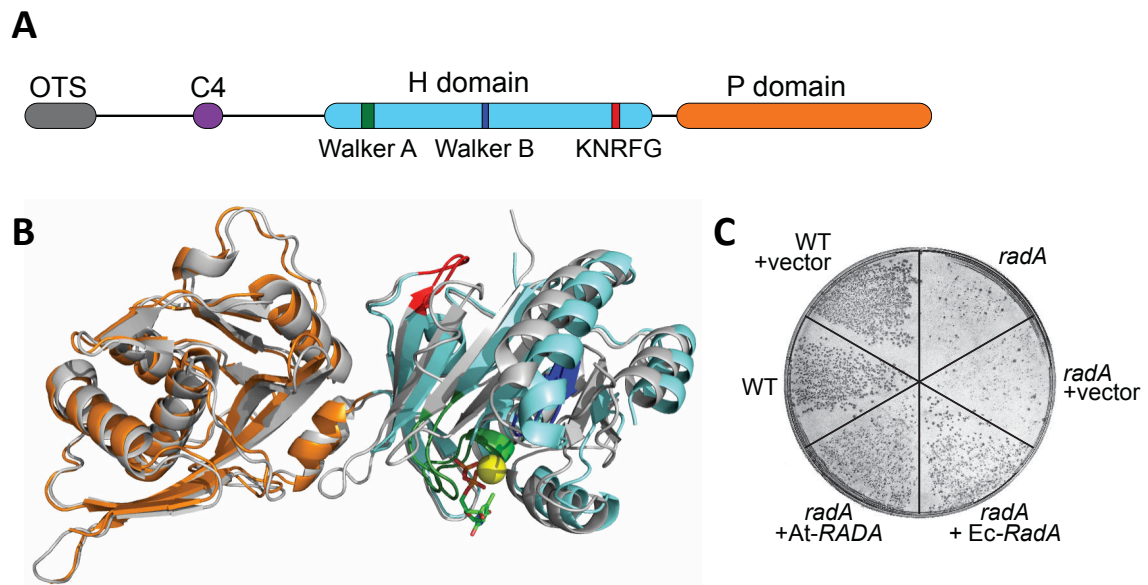 A
OTS
C4
H domain
P domain
Walker A
Walker B
KNRFG
B
C
WT
+vector
radA
WT
radA
+vector
radA
+At-RADA
radA
+ Ec-RadA